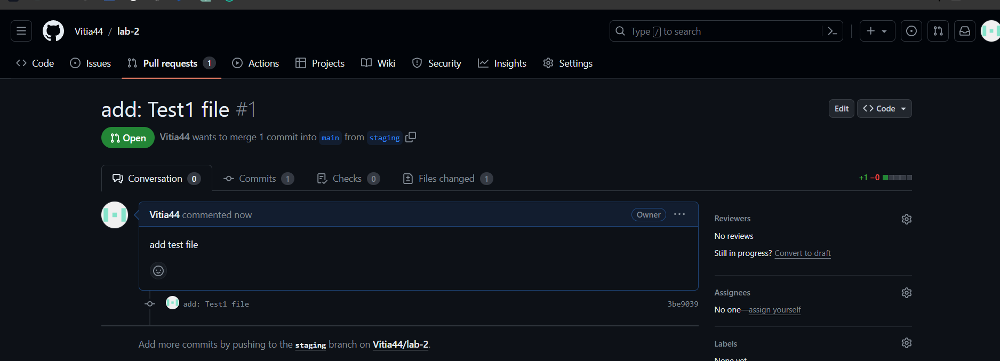 Vitia44 / lab-2
Type / to search
Code
Issues
Pull requests 1
Actions
Projects
Wiki
Security
Insights
Settings
add: Test1 file #1
Edit
Code
Open
Vitia44 wants to merge 1 commit into main from staging
Conversation 0
Commits 1
Checks 0
Files changed 1
+1 −0
Vitia44 commented now
Owner
add test file
add: Test1 file
3be9039
Add more commits by pushing to the staging branch on Vitia44/lab-2.
Reviewers
No reviews
Still in progress? Convert to draft
Assignees
No one—assign yourself
Labels
None yet